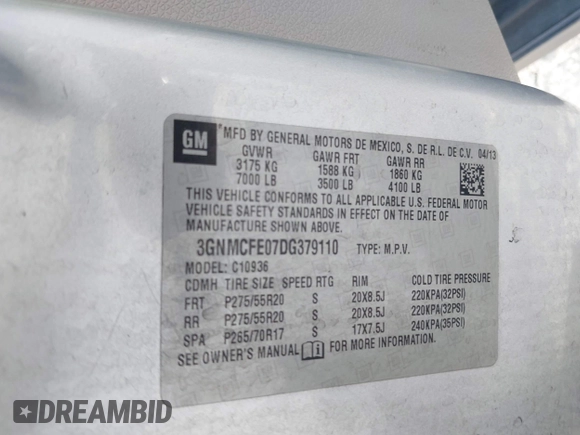 GM
*MFD BY GENERAL MOTORS DE MEXICO, S. DE R.L. DE C.V. 04/13
GVWR GAWR FRT GAWR RR
3175 KG 1588 KG 1860 KG
7000 LB 3500 LB 4100 LB
THIS VEHICLE CONFORMS TO ALL APPLICABLE U.S. FEDERAL MOTOR
VEHICLE SAFETY STANDARDS IN EFFECT ON THE DATE OF
MANUFACTURE SHOWN ABOVE.
3GNMCFE07DG379110 TYPE: M.P.V.
MODEL: C10936
CDMH TIRE SIZE SPEED RTG RIM COLD TIRE PRESSURE
FRT P275/55R20 S 20X8.5J 220KPA(32PSI)
RR P275/55R20 S 20X8.5J 220KPA(32PSI)
SPA P265/70R17 S 17X7.5J 240KPA(35PSI)
SEE OWNER'S MANUAL FOR MORE INFORMATION.
DREAMBID